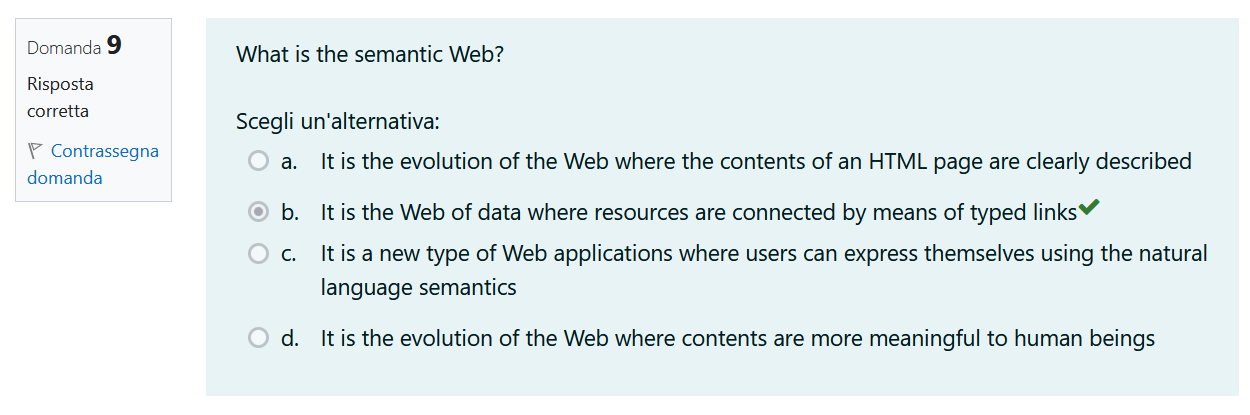 Domanda 9
Risposta
corretta
Contrassegna
domanda
What is the semantic Web?
Scegli un'alternativa:
a. It is the evolution of the Web where the contents of an HTML page are clearly described
b. It is the Web of data where resources are connected by means of typed links
c. It is a new type of Web applications where users can express themselves using the natural
language semantics
d. It is the evolution of the Web where contents are more meaningful to human beings